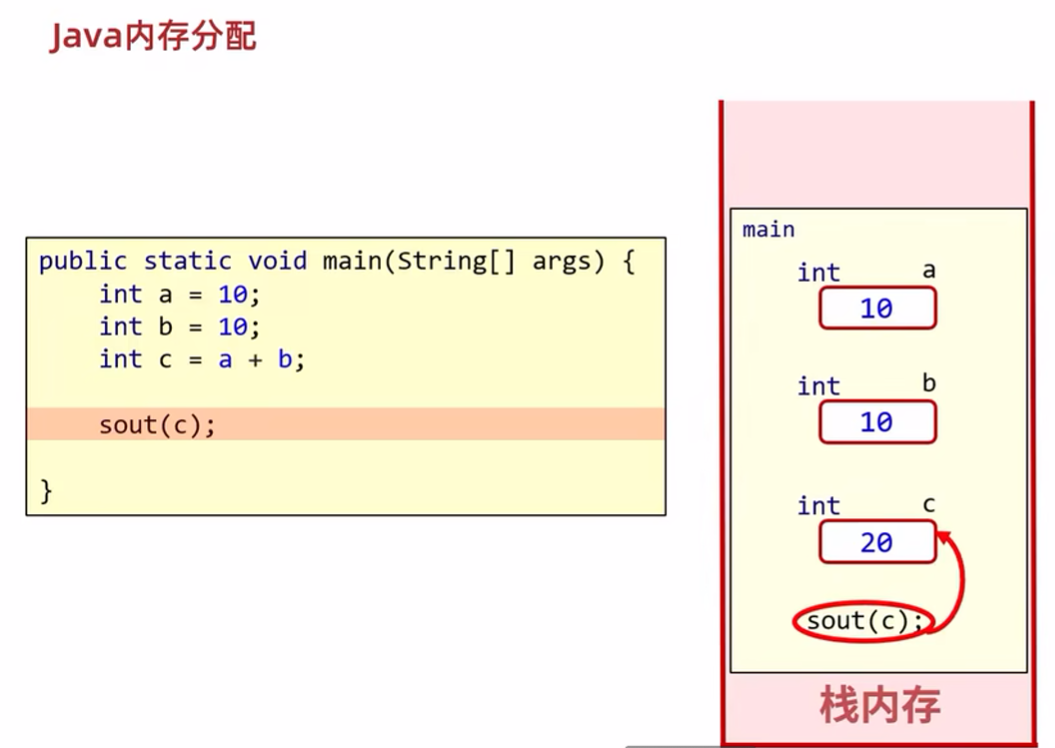 Java内存分配
public static void main(String[] args) {
int a = 10;
int b = 10;
int c = a + b;
sout(c);
}
main
int a
10
int b
10
int c
20
sout(c);
栈内存